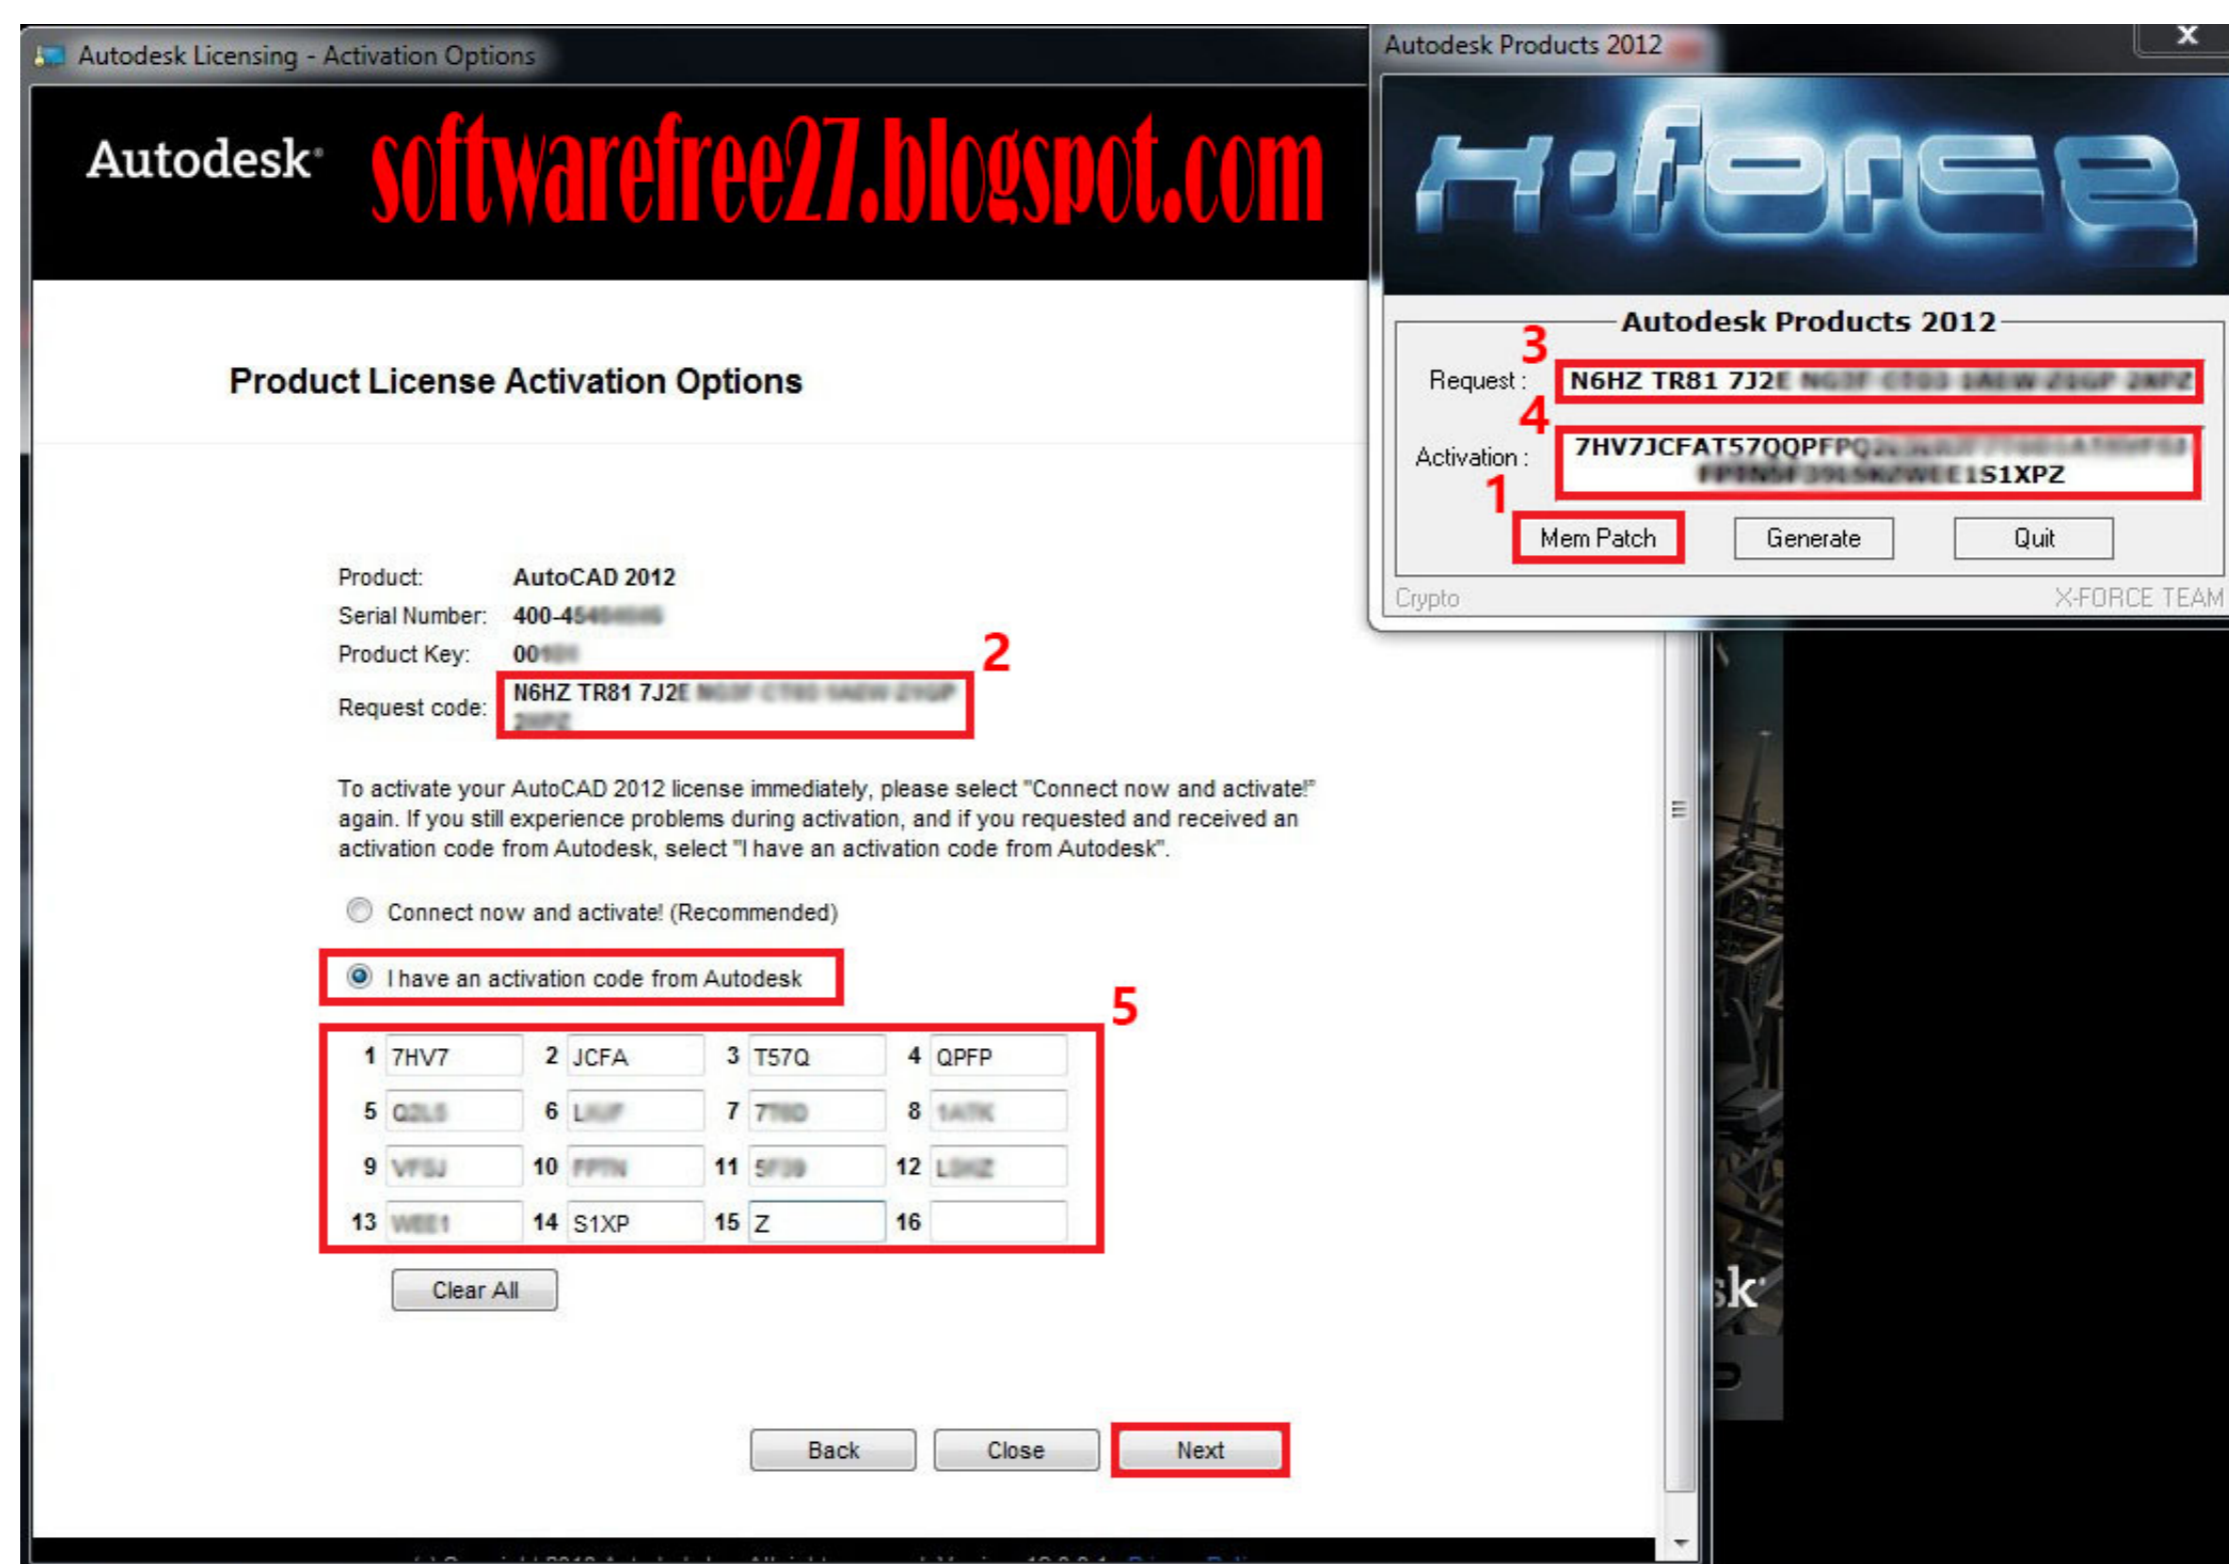 Autodesk Licensing - Activation Options
Autodesk
softwarefree27.blogspot.com
Product License Activation Options
Product: AutoCAD 2012
Serial Number: 400-45
Product Key: 00
2
Request code: N6HZ TR81 7J2E
To activate your AutoCAD 2012 license immediately, please select "Connect now and activate!"
again. If you still experience problems during activation, and if you requested and received an
activation code from Autodesk, select "I have an activation code from Autodesk".
Connect now and activate! (Recommended)
I have an activation code from Autodesk
5
1 7HV7 2 JCFA 3 T57Q 4 QPFP
5 6 7 8
9 10 11 12
13 14 S1XP 15 Z 16
Clear All
Back Close Next
Autodesk Products 2012
x-force
Autodesk Products 2012
3
Request : N6HZ TR81 7J2E
4
Activation : 7HV7JCFAT57QQPFPQ
1S1XPZ
1
Mem Patch Generate Quit
Crypto X-FORCE TEAM
sk